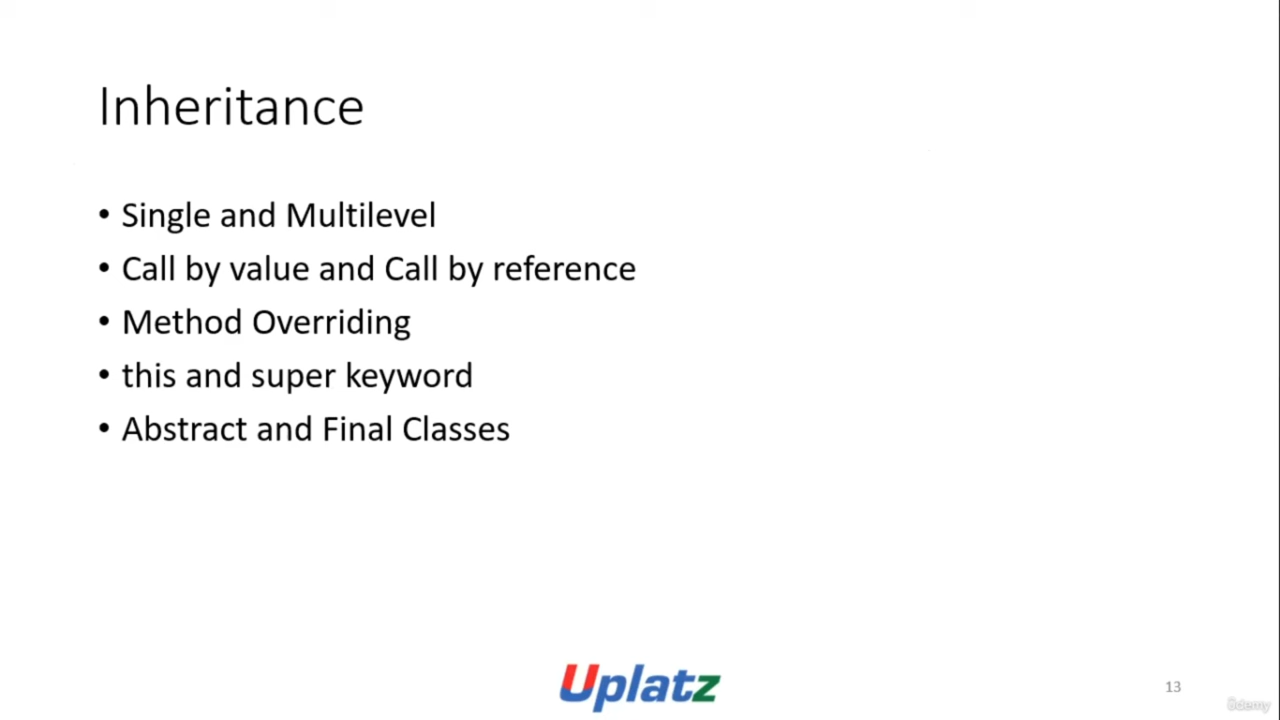 Inheritance
• Single and Multilevel
• Call by value and Call by reference
• Method Overriding
• this and super keyword
• Abstract and Final Classes
Uplatz
13
ûdemy